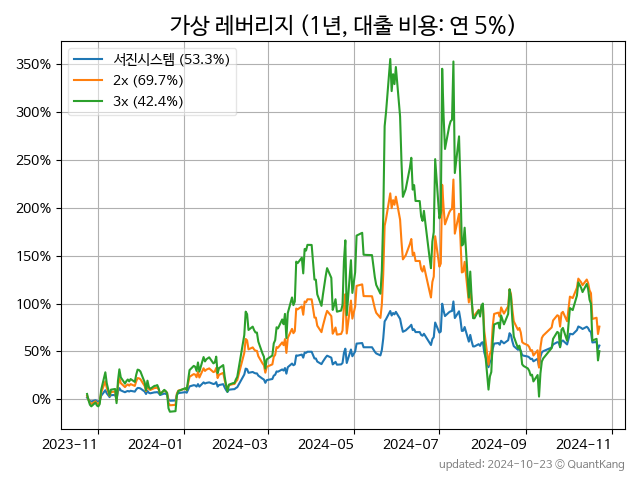 가상 레버리지 (1년, 대출 비용: 연 5%)
서진시스템 (53.3%)
2x (69.7%)
3x (42.4%)
350%
300%
250%
200%
150%
100%
50%
0%
2023-11 2024-01 2024-03 2024-05 2024-07 2024-09 2024-11
updated: 2024-10-23 © QuantKang